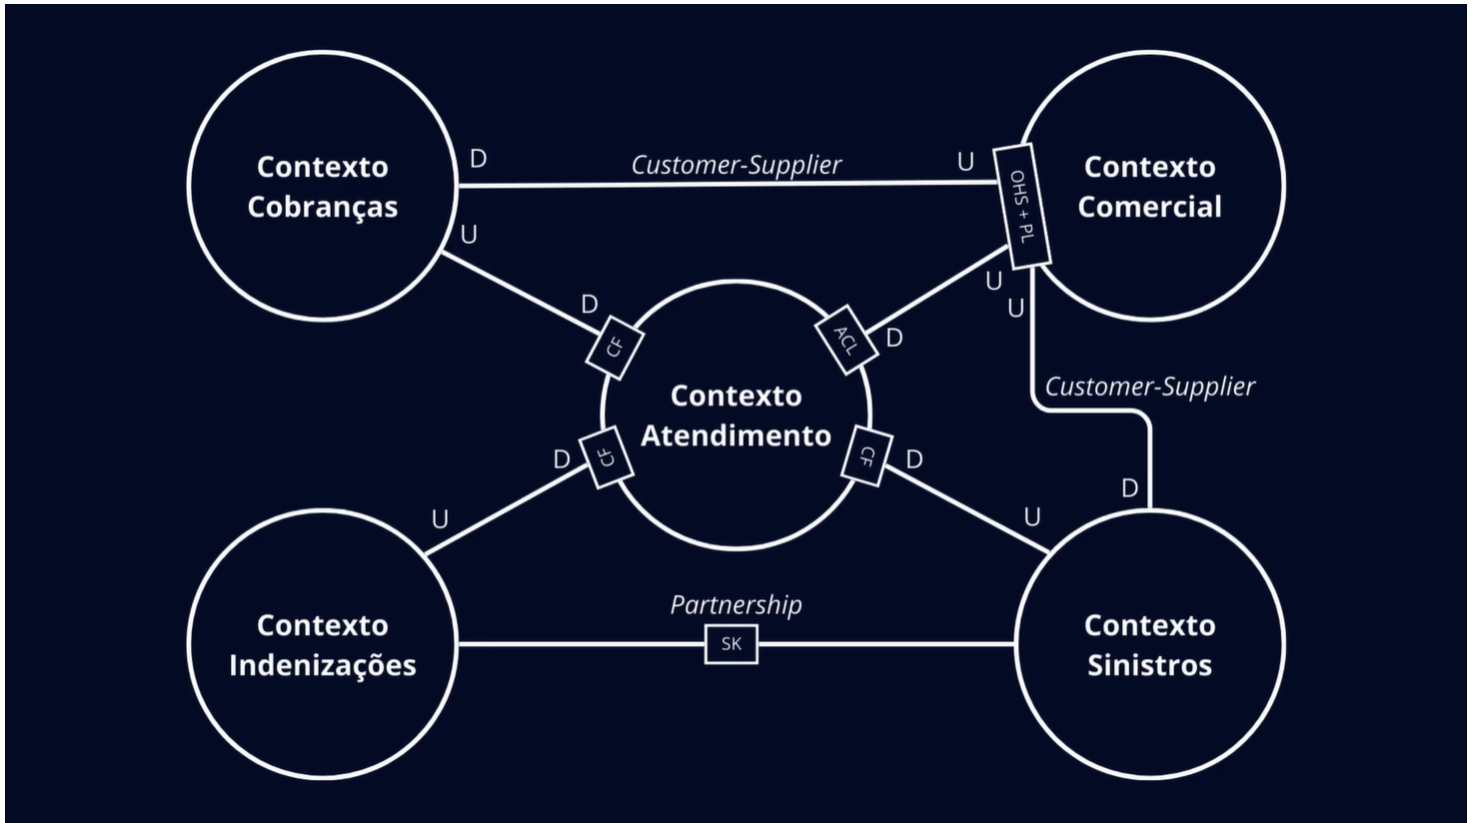 Contexto
Cobranças
D
Customer-Supplier
U
OHS + PL
Contexto
Comercial
U
D
CF
ACL
D
U
U
Contexto
Atendimento
Customer-Supplier
D
CF
CF
D
D
U
U
Contexto
Indenizações
Partnership
SK
Contexto
Sinistros